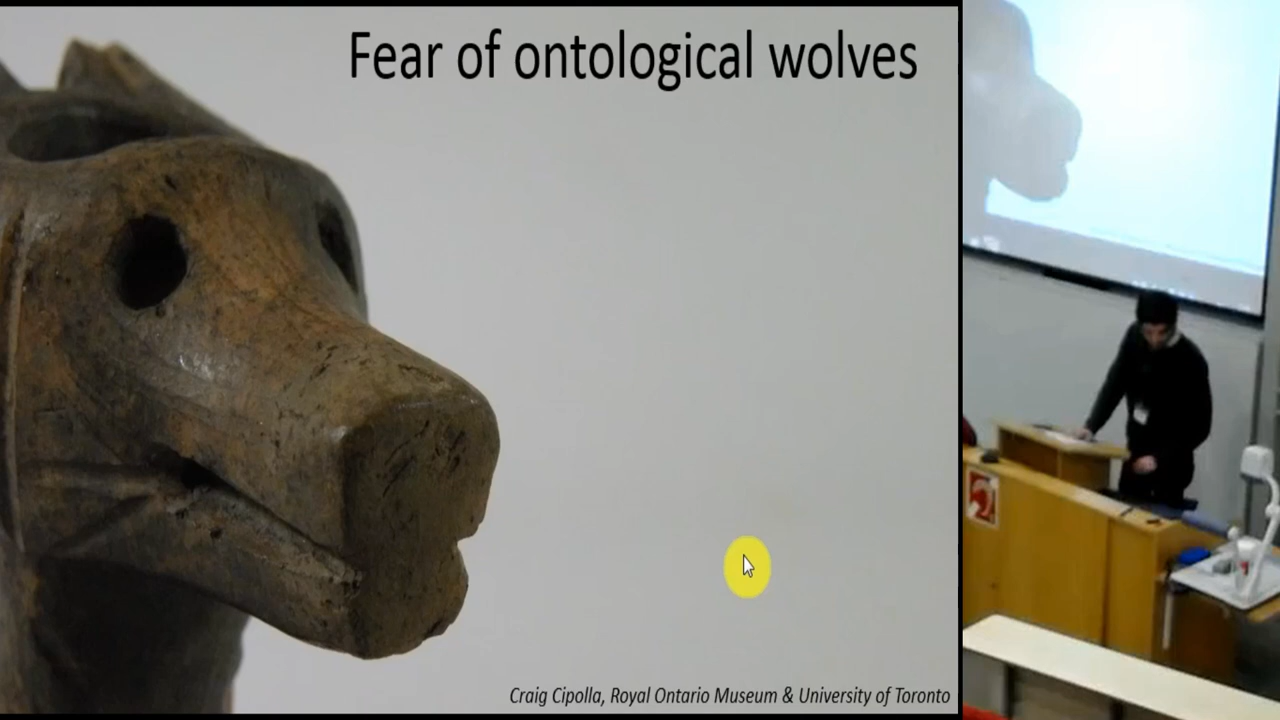 Fear of ontological wolves
Craig Cipolla, Royal Ontario Museum & University of Toronto